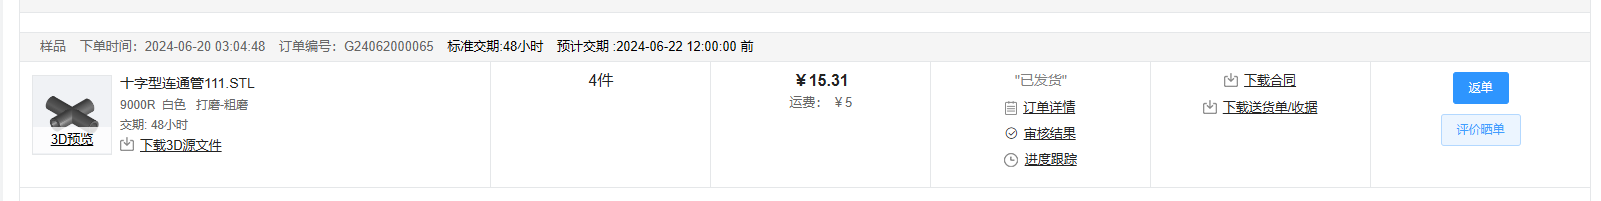 样品 下单时间：2024-06-20 03:04:48 订单编号：G24062000065 标准交期:48小时 预计交期 :2024-06-22 12:00:00 前
十字型连通管111.STL
9000R 白色 打磨-粗磨
交期: 48小时
3D预览
下载3D源文件
4件
￥15.31
运费： ￥5
"已发货"
订单详情
审核结果
进度跟踪
下载合同
下载送货单/收据
返单
评价晒单